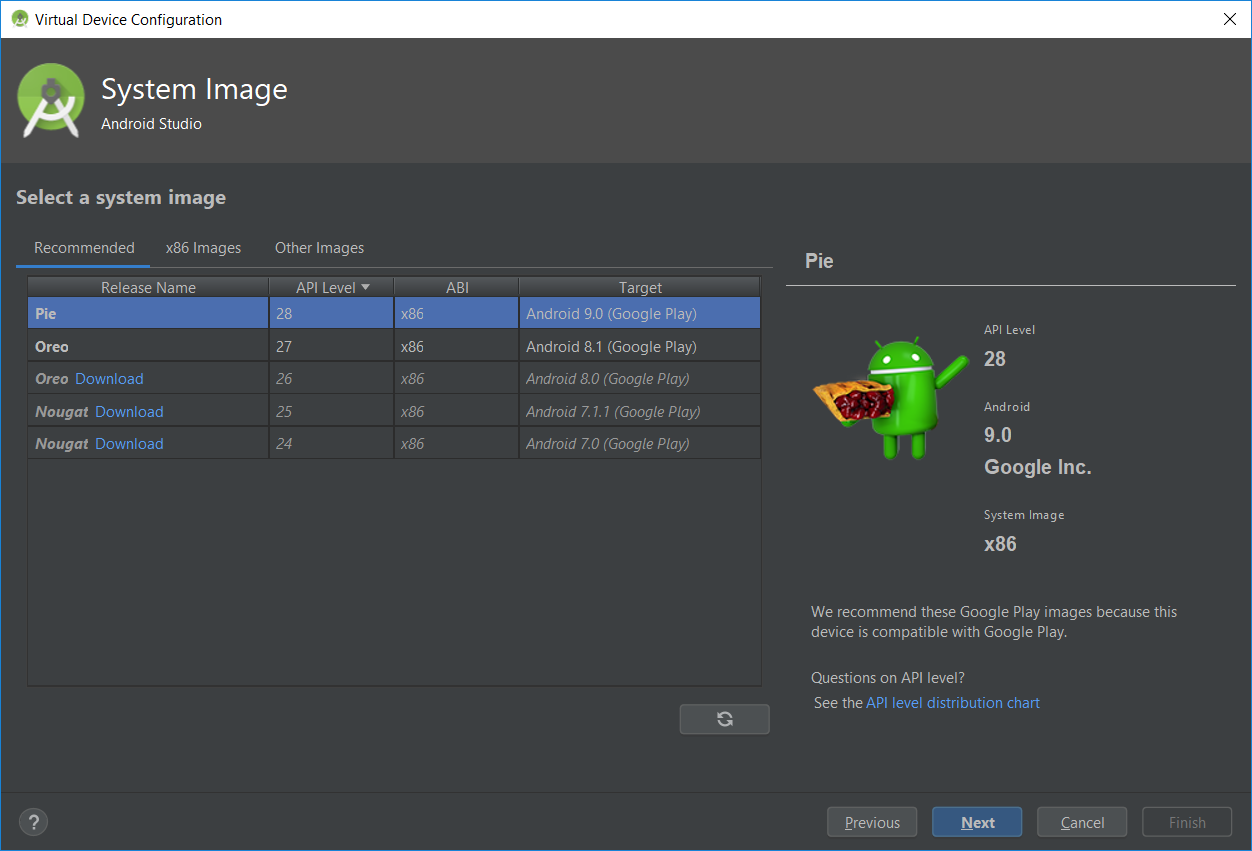 Virtual Device Configuration
System Image
Android Studio
Select a system image
Recommended x86 Images Other Images
Release Name API Level ABI Target
Pie 28 x86 Android 9.0 (Google Play)
Oreo 27 x86 Android 8.1 (Google Play)
Oreo Download 26 x86 Android 8.0 (Google Play)
Nougat Download 25 x86 Android 7.1.1 (Google Play)
Nougat Download 24 x86 Android 7.0 (Google Play)
Pie
API Level
28
Android
9.0
Google Inc.
System Image
x86
We recommend these Google Play images because this
device is compatible with Google Play.
Questions on API level?
See the API level distribution chart
? Previous Next Cancel Finish